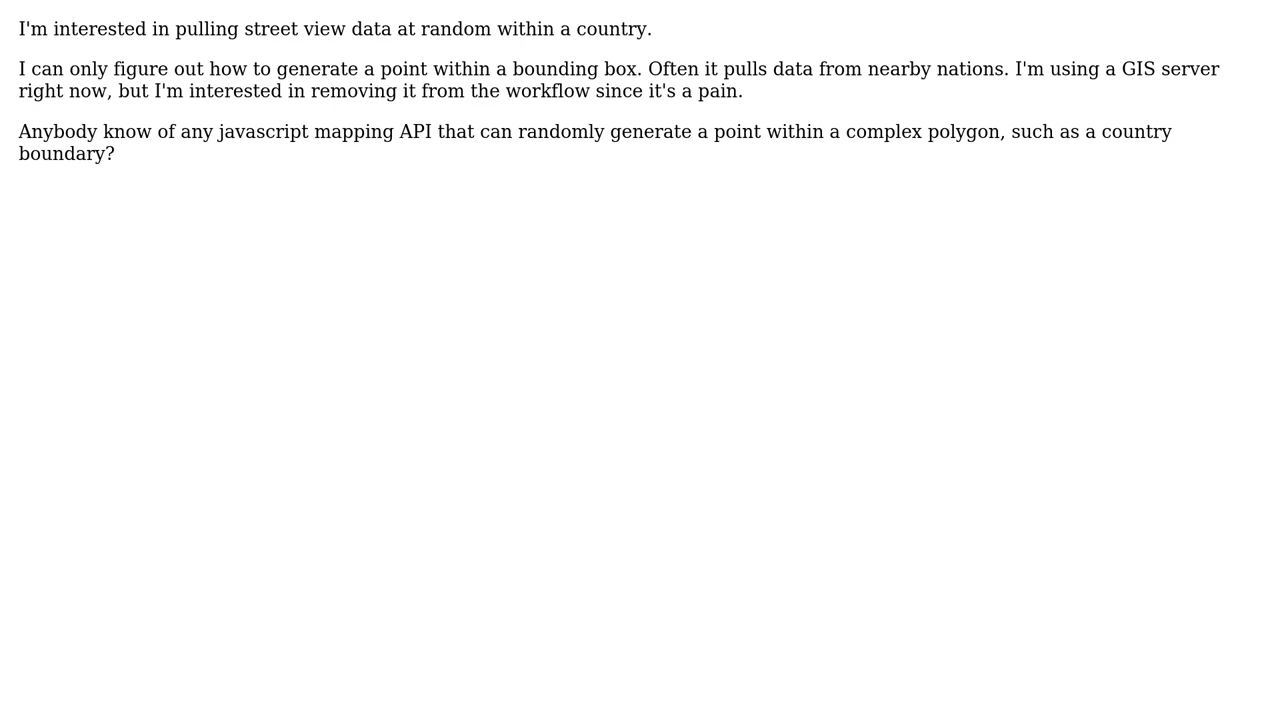 I'm interested in pulling street view data at random within a country.
I can only figure out how to generate a point within a bounding box. Often it pulls data from nearby nations. I'm using a GIS server
right now, but I'm interested in removing it from the workflow since it's a pain.
Anybody know of any javascript mapping API that can randomly generate a point within a complex polygon, such as a country
boundary?